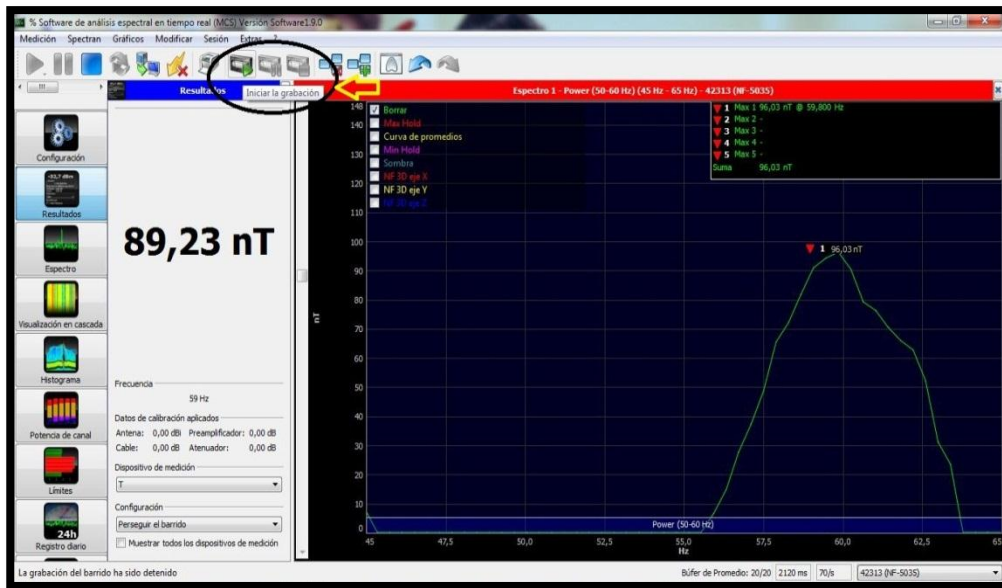 % Software de análisis espectral en tiempo real (MCS) Versión Software1.9.0
Medición Spectran Gráficos Modificar Sesión Extras ?
Iniciar la grabación
Resultados
Espectro 1 - Power (50-60 Hz) (45 Hz - 65 Hz) - 42313 (NF-5035)
Configuración
Resultados
Espectro
Visualización en cascada
Histograma
Potencia de canal
Límites
24h
Registro diario
89,23 nT
Frecuencia
59 Hz
Datos de calibración aplicados
Antena: 0,00 dBi Preamplificador: 0,00 dB
Cable: 0,00 dB Atenuador: 0,00 dB
Dispositivo de medición
T
Configuración
Perseguir el barrido
Muestrar todos los dispositivos de medición
Borrar
Max Hold
Curva de promedios
Min Hold
Sombra
NF 3D eje X
NF 3D eje Y
NF 3D eje Z
1 Max 1 96,03 nT @ 59,800 Hz
2 Max 2 -
3 Max 3 -
4 Max 4 -
5 Max 5 -
Suma 96,03 nT
1 96,03 nT
148
140
130
120
110
100
90
80
70
60
50
40
30
20
10
0
nT
Power (50-60 Hz)
45 47,5 50,0 52,5 55,0 57,5 60,0 62,5 65
Hz
La grabación del barrido ha sido detenido
Búfer de Promedio: 20/20 2120 ms 70/s 42313 (NF-5035)